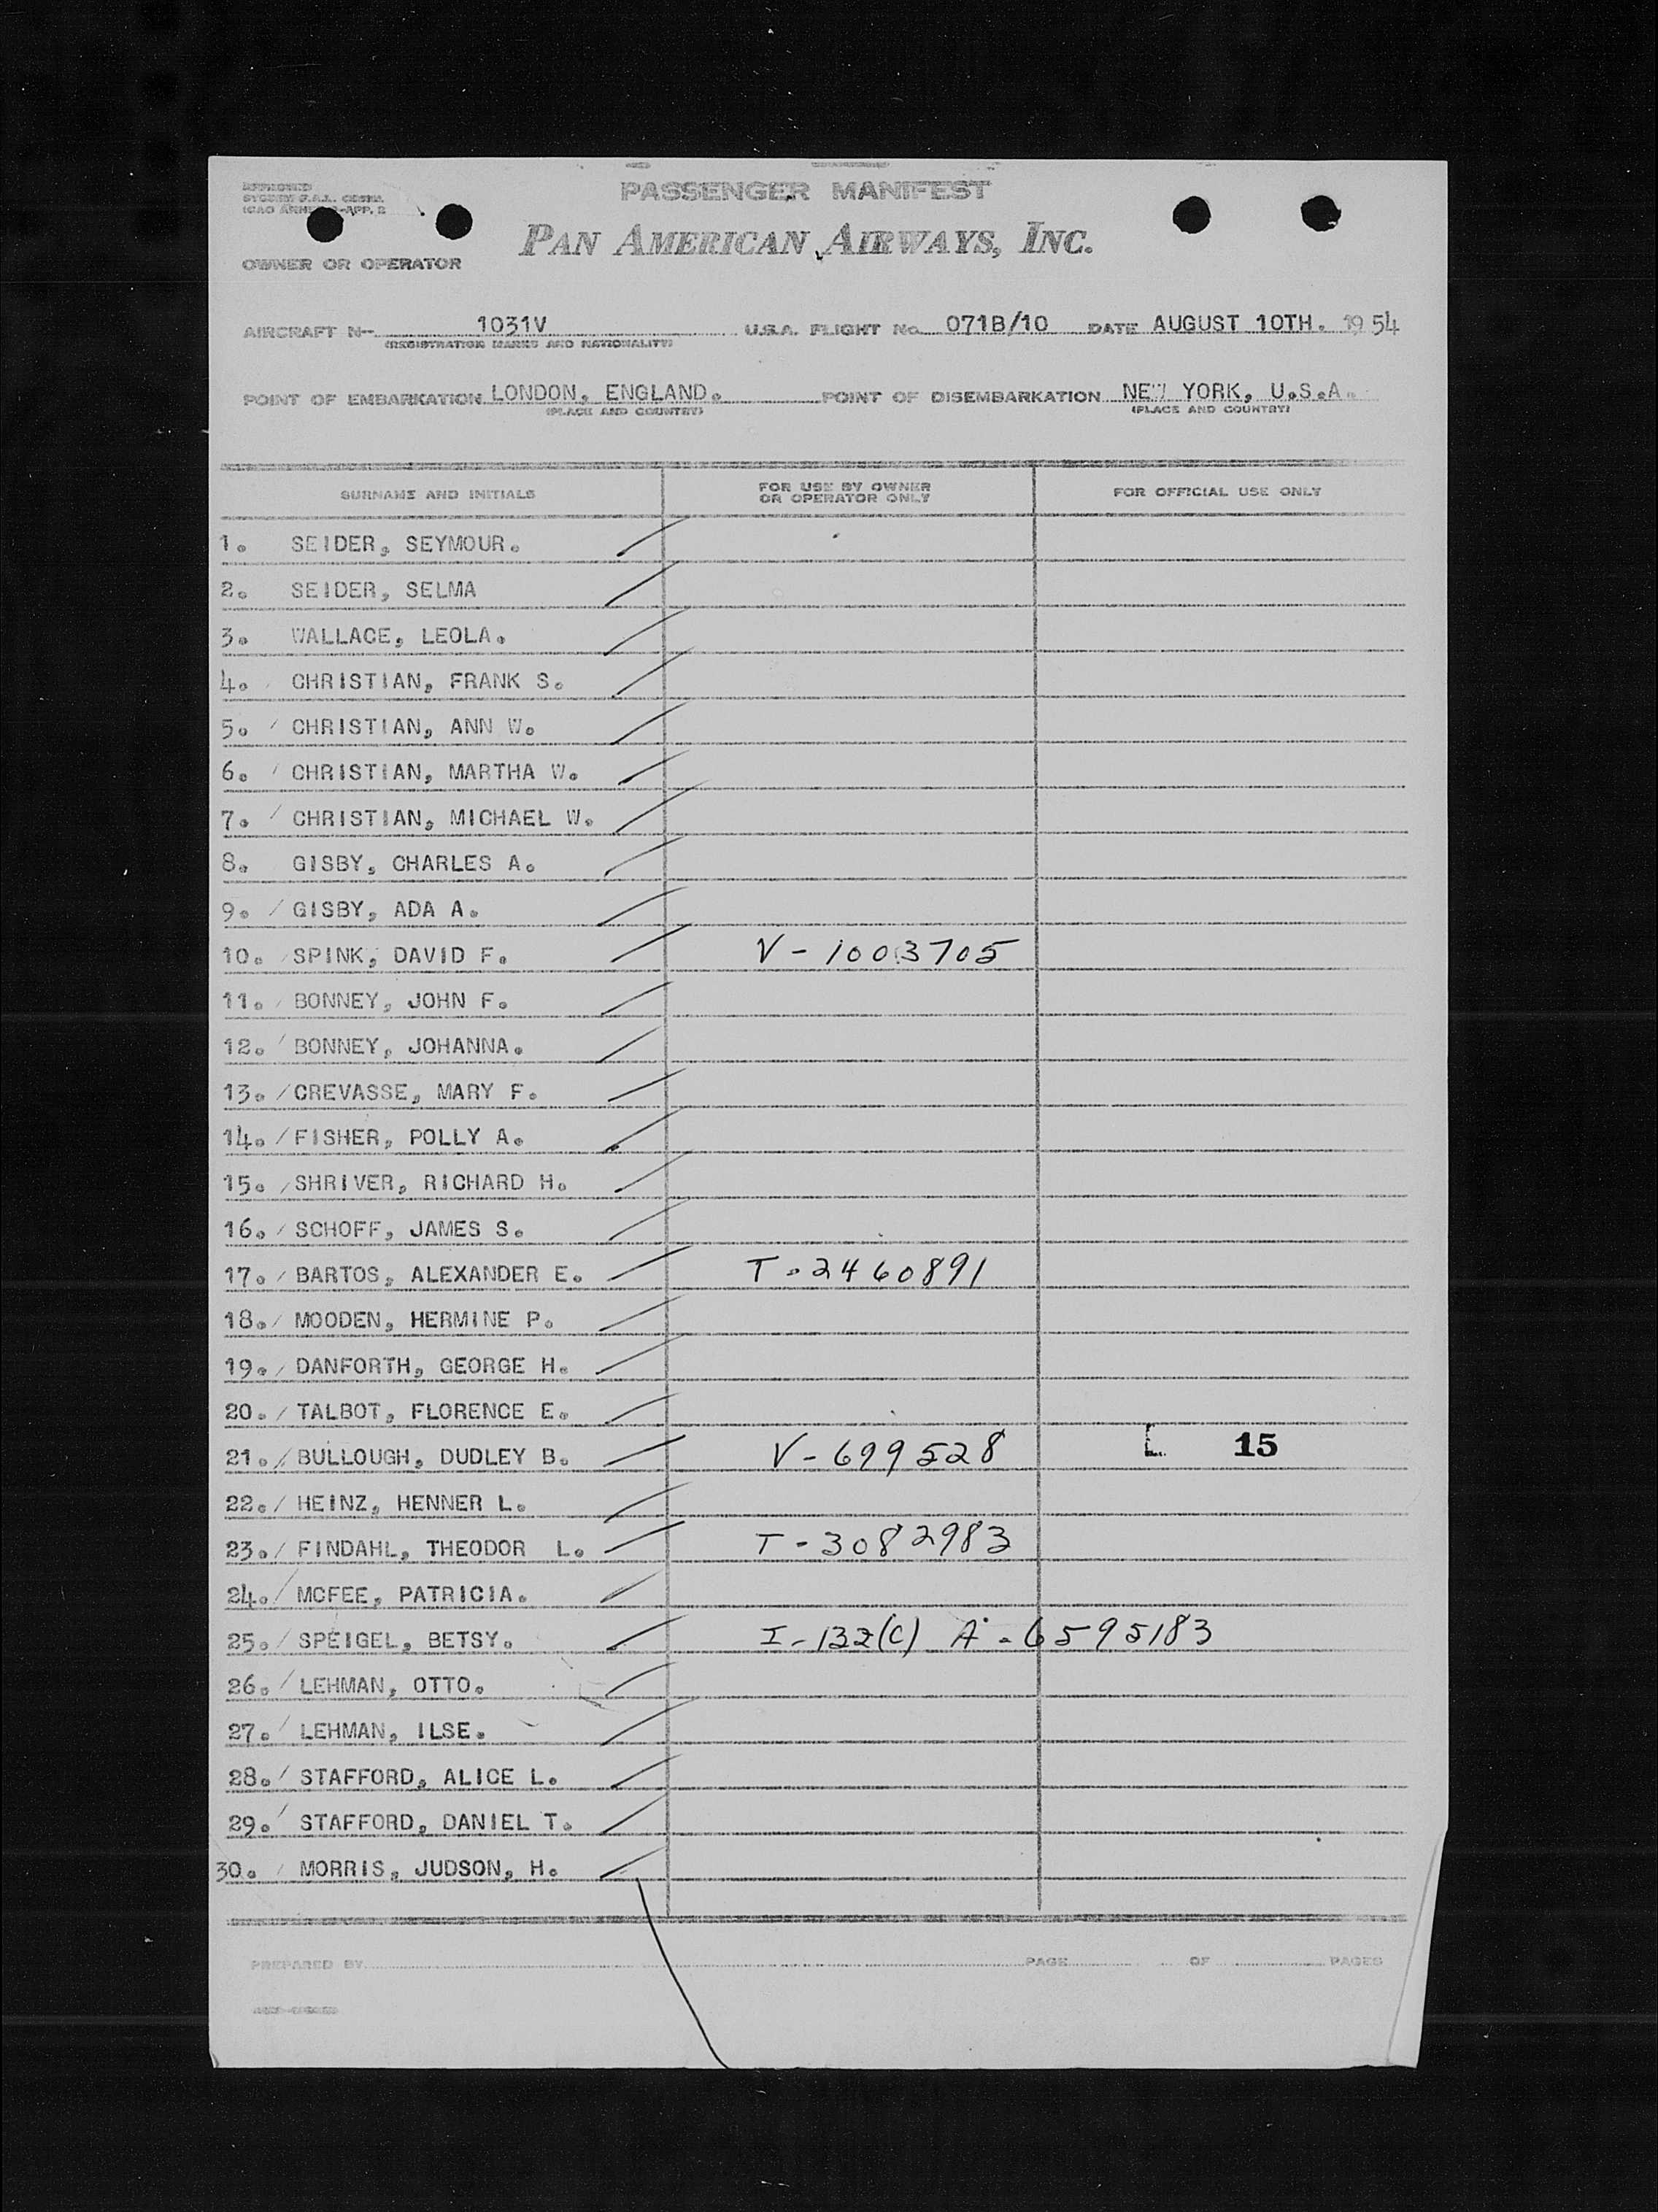 APPROVED
PASSENGER MANIFEST
PAN AMERICAN AIRWAYS, INC.
OWNER OR OPERATOR
AIRCRAFT N-- 1031V U.S.A. FLIGHT No. 071B/10 DATE AUGUST 10TH. 1954
(REGISTRATION MARKS AND NATIONALITY)
POINT OF EMBARKATION LONDON, ENGLAND. POINT OF DISEMBARKATION NEW YORK, U.S.A.
(PLACE AND COUNTRY) (PLACE AND COUNTRY)
SURNAME AND INITIALS FOR USE BY OWNER OR OPERATOR ONLY FOR OFFICIAL USE ONLY
1. SEIDER, SEYMOUR.
2. SEIDER, SELMA
3. WALLACE, LEOLA.
4. CHRISTIAN, FRANK S.
5. CHRISTIAN, ANN W.
6. CHRISTIAN, MARTHA W.
7. CHRISTIAN, MICHAEL W.
8. GISBY, CHARLES A.
9. GISBY, ADA A.
10. SPINK, DAVID F. V-1003705
11. BONNEY, JOHN F.
12. BONNEY, JOHANNA.
13. CREVASSE, MARY F.
14. FISHER, POLLY A.
15. SHRIVER, RICHARD H.
16. SCHOFF, JAMES S.
17. BARTOS, ALEXANDER E. T-2460891
18. MOODEN, HERMINE P.
19. DANFORTH, GEORGE H.
20. TALBOT, FLORENCE E.
21. BULLOUGH, DUDLEY B. V-699528 15
22. HEINZ, HENNER L.
23. FINDAHL, THEODOR L. T-3082983
24. MCFEE, PATRICIA.
25. SPEIGEL, BETSY. I-132(C) A-6595183
26. LEHMAN, OTTO.
27. LEHMAN, ILSE.
28. STAFFORD, ALICE L.
29. STAFFORD, DANIEL T.
30. MORRIS, JUDSON, H.
PREPARED BY PAGE OF PAGES